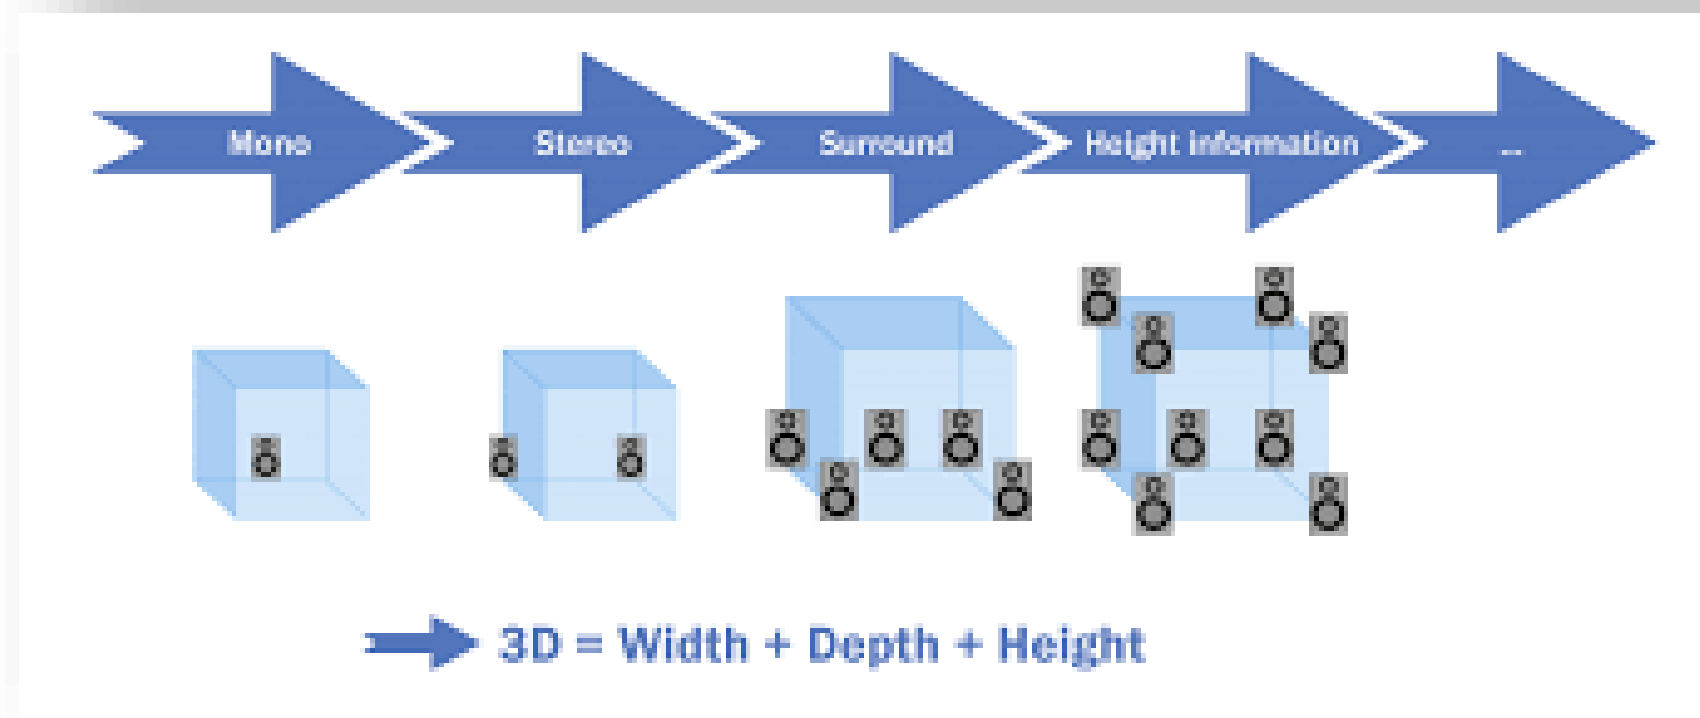 Mono
Stereo
Surround
Height information
...
3D = Width + Depth + Height